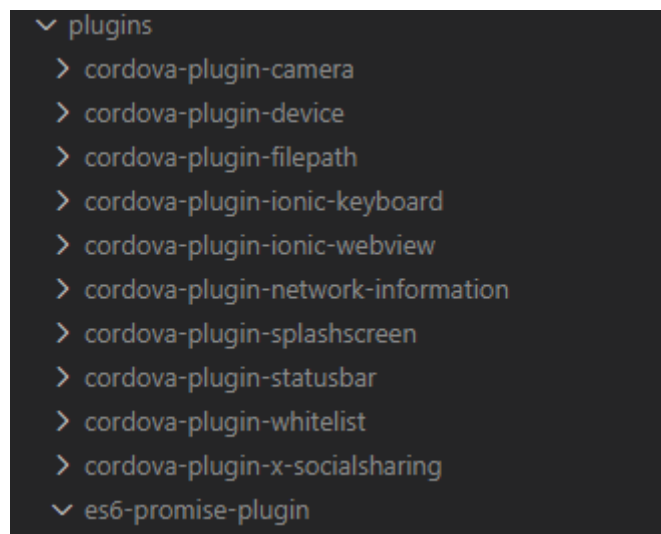 plugins
cordova-plugin-camera
cordova-plugin-device
cordova-plugin-filepath
cordova-plugin-ionic-keyboard
cordova-plugin-ionic-webview
cordova-plugin-network-information
cordova-plugin-splashscreen
cordova-plugin-statusbar
cordova-plugin-whitelist
cordova-plugin-x-socialsharing
es6-promise-plugin